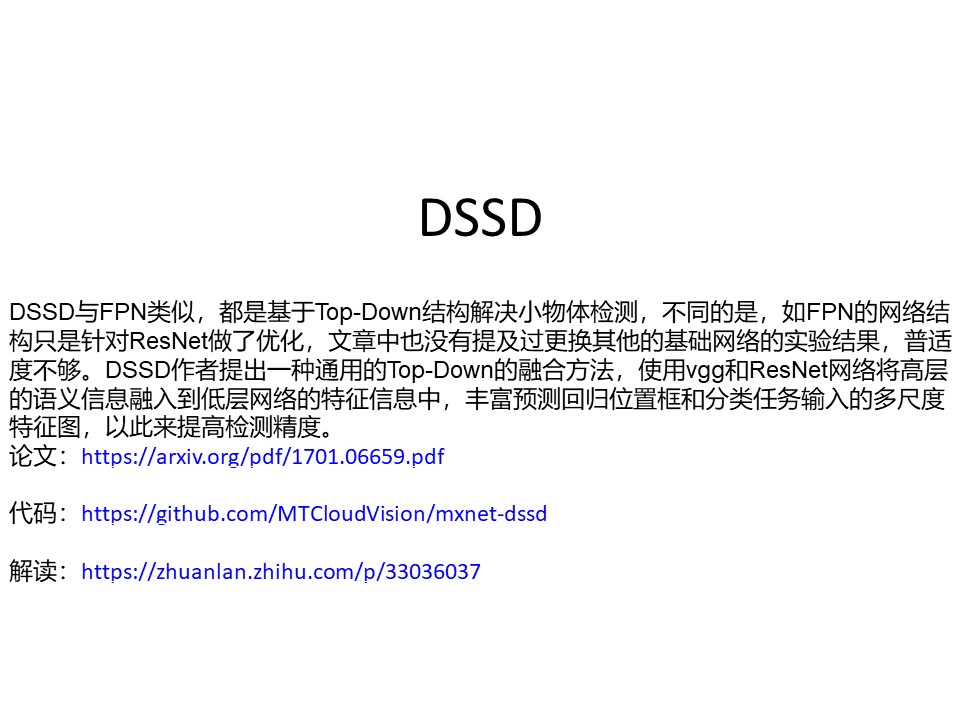 DSSD
DSSD与FPN类似，都是基于Top-Down结构解决小物体检测，不同的是，如FPN的网络结
构只是针对ResNet做了优化，文章中也没有提及过更换其他的基础网络的实验结果，普适
度不够。DSSD作者提出一种通用的Top-Down的融合方法，使用vgg和ResNet网络将高层
的语义信息融入到低层网络的特征信息中，丰富预测回归位置框和分类任务输入的多尺度
特征图，以此来提高检测精度。
论文：https://arxiv.org/pdf/1701.06659.pdf
代码：https://github.com/MTCloudVision/mxnet-dssd
解读：https://zhuanlan.zhihu.com/p/33036037